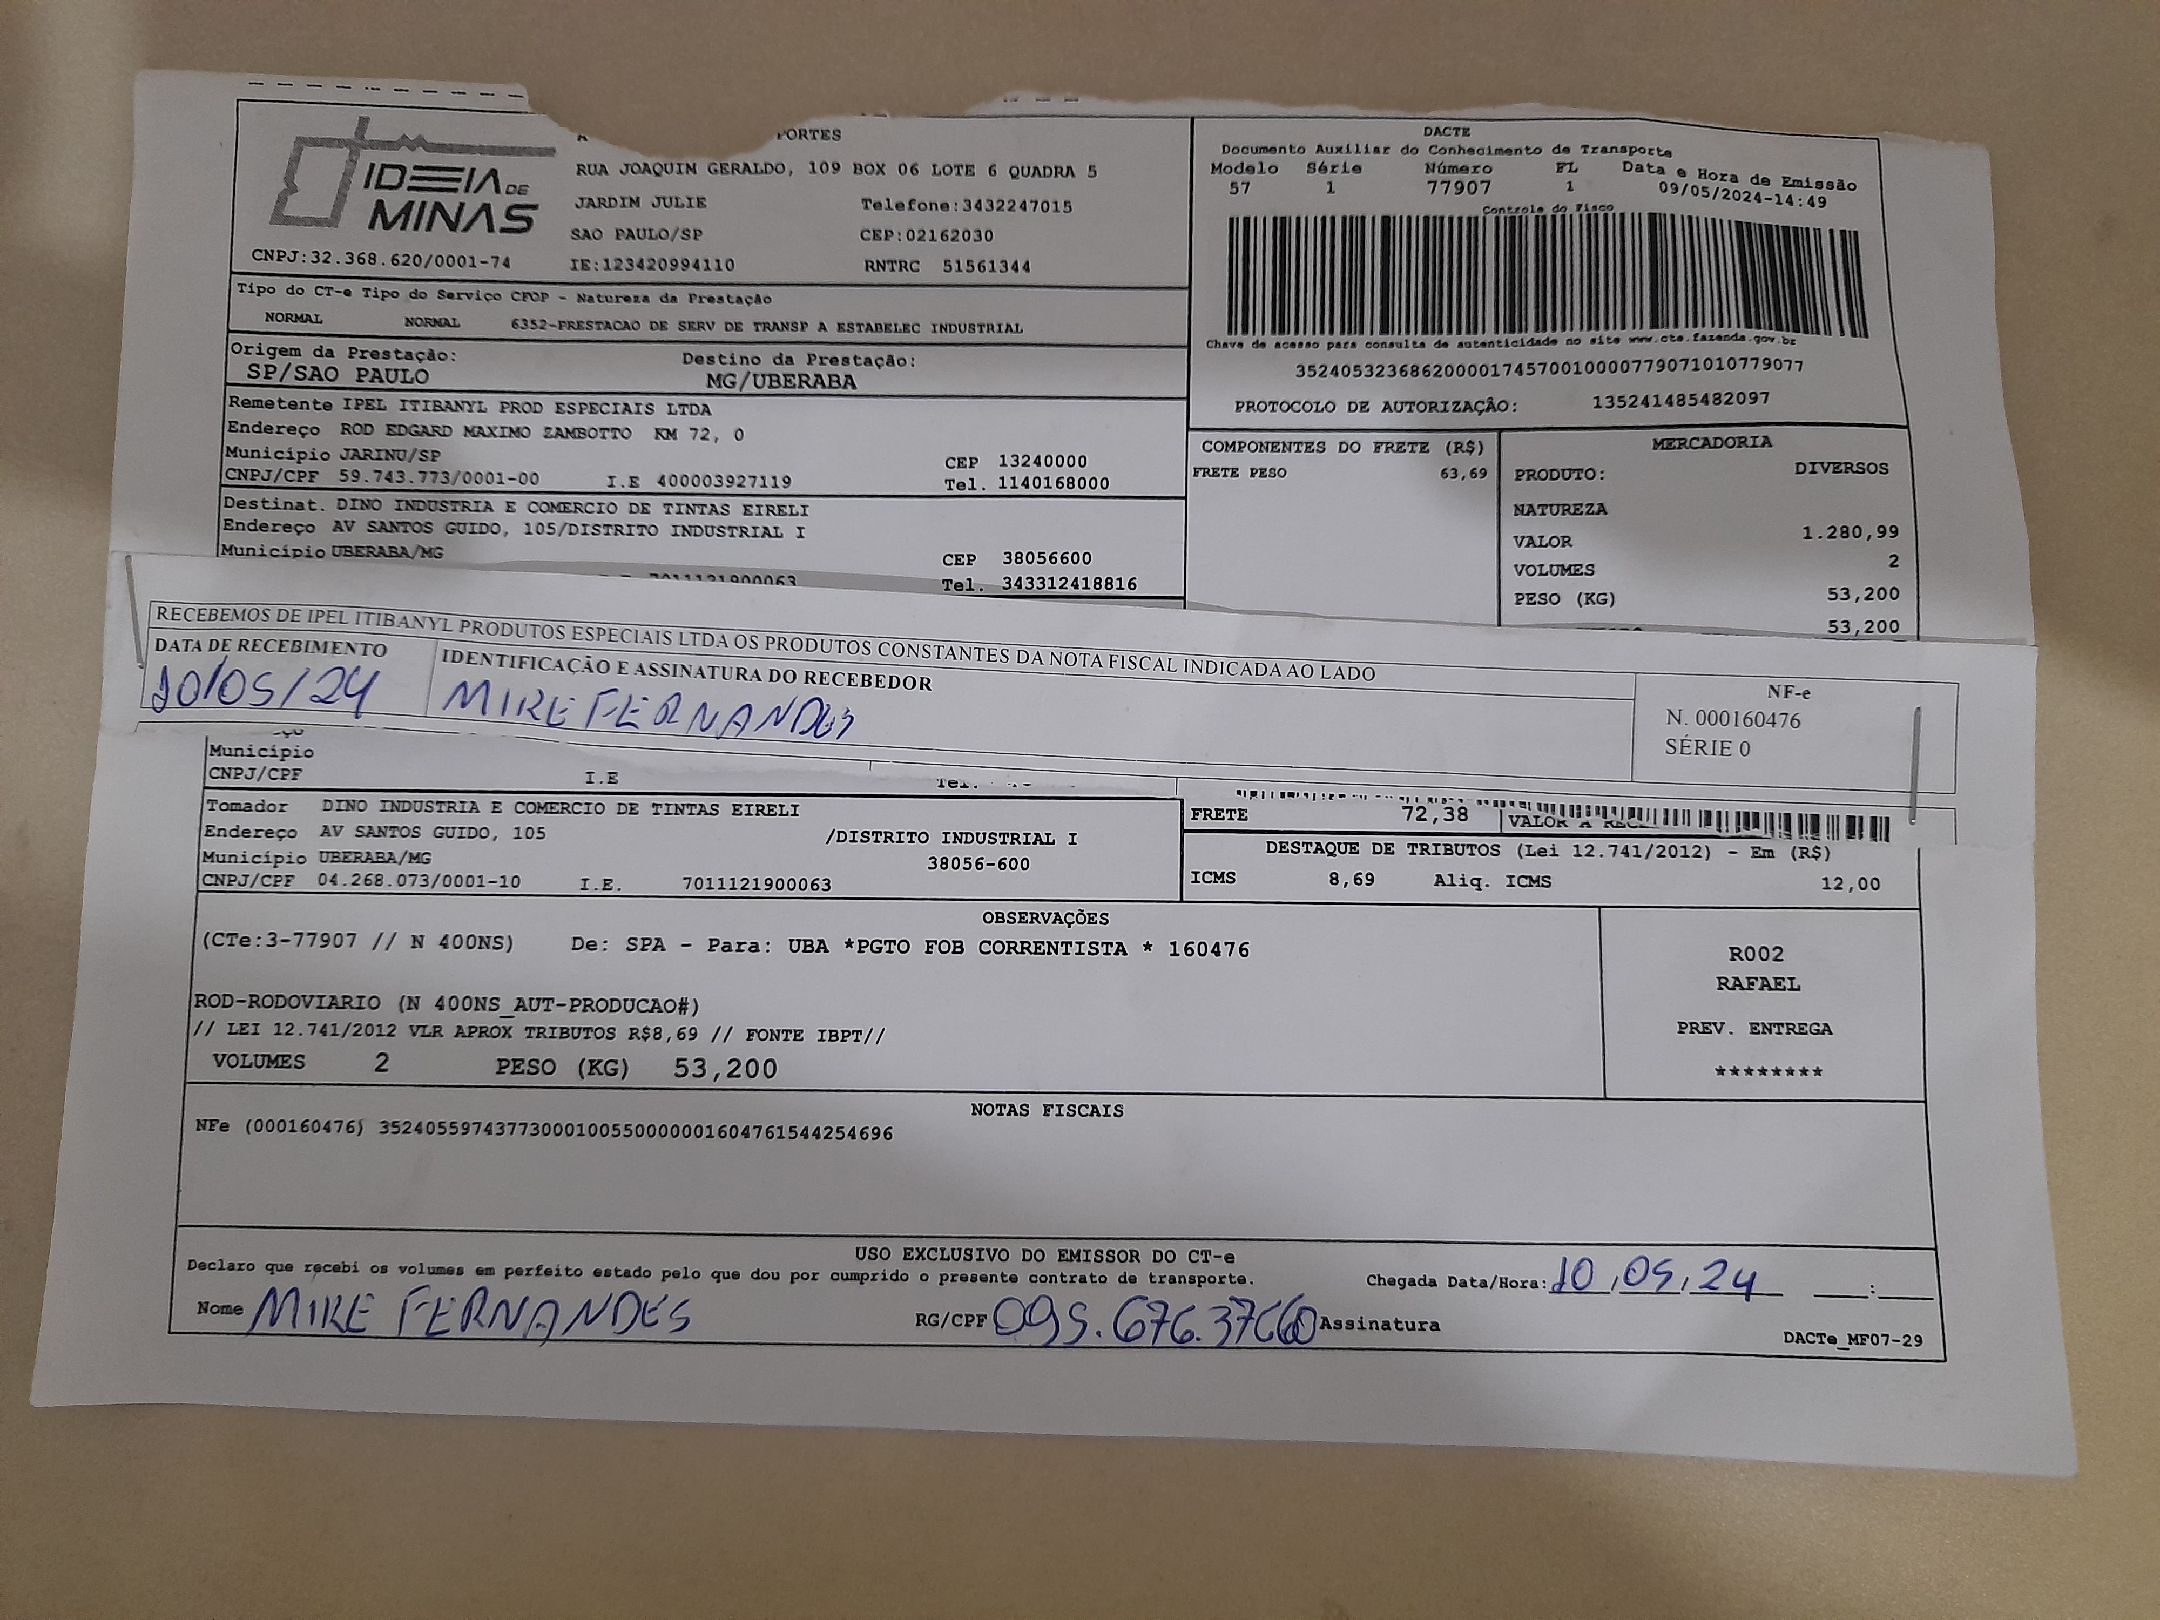 IDEIA DE
MINAS
CNPJ:32.368.620/0001-74
RUA JOAQUIM GERALDO, 109 BOX 06 LOTE 6 QUADRA 5
JARDIM JULIE Telefone:3432247015
SAO PAULO/SP CEP:02162030
IE:123420994110 RNTRC 51561344
DACTE
Documento Auxiliar do Conhecimento de Transporte
Modelo Série Número FL Data e Hora de Emissão
57 1 77907 1 09/05/2024-14:49
Controle do Fisco
Chave de acesso para consulta de autenticidade no site www.cte.fazenda.gov.br
35240532368620000174570010000779071010779077
PROTOCOLO DE AUTORIZAÇÃO: 135241485482097
Tipo do CT-e Tipo do Serviço CFOP - Natureza da Prestação
NORMAL NORMAL 6352-PRESTACAO DE SERV DE TRANSP A ESTABELEC INDUSTRIAL
Origem da Prestação: Destino da Prestação:
SP/SAO PAULO MG/UBERABA
Remetente IPEL ITIBANYL PROD ESPECIAIS LTDA
Endereço ROD EDGARD MAXIMO ZAMBOTTO KM 72, 0
Município JARINU/SP CEP 13240000
CNPJ/CPF 59.743.773/0001-00 I.E 400003927119 Tel. 1140168000
Destinat. DINO INDUSTRIA E COMERCIO DE TINTAS EIRELI
Endereço AV SANTOS GUIDO, 105/DISTRITO INDUSTRIAL I
Município UBERABA/MG CEP 38056600
7011121900063 Tel. 343312418816
COMPONENTES DO FRETE (R$)
FRETE PESO 63,69
MERCADORIA
PRODUTO: DIVERSOS
NATUREZA
VALOR 1.280,99
VOLUMES 2
PESO (KG) 53,200
53,200
RECEBEMOS DE IPEL ITIBANYL PRODUTOS ESPECIAIS LTDA OS PRODUTOS CONSTANTES DA NOTA FISCAL INDICADA AO LADO
DATA DE RECEBIMENTO IDENTIFICAÇÃO E ASSINATURA DO RECEBEDOR
10/05/24 MIRE FERNANDES
NF-e
N. 000160476
SÉRIE 0
Município
CNPJ/CPF I.E Tel.
Tomador DINO INDUSTRIA E COMERCIO DE TINTAS EIRELI
Endereço AV SANTOS GUIDO, 105 /DISTRITO INDUSTRIAL I
Município UBERABA/MG 38056-600
CNPJ/CPF 04.268.073/0001-10 I.E. 7011121900063
FRETE 72,38 VALOR A
DESTAQUE DE TRIBUTOS (Lei 12.741/2012) - Em (R$)
ICMS 8,69 Aliq. ICMS 12,00
OBSERVAÇÕES
(CTe:3-77907 // N 400NS) De: SPA - Para: UBA *PGTO FOB CORRENTISTA * 160476
ROD-RODOVIARIO (N 400NS_AUT-PRODUCAO#)
// LEI 12.741/2012 VLR APROX TRIBUTOS R$8,69 // FONTE IBPT//
VOLUMES 2 PESO (KG) 53,200
R002
RAFAEL
PREV. ENTREGA
********
NOTAS FISCAIS
NFe (000160476) 35240559743773000100550000001604761544254696
USO EXCLUSIVO DO EMISSOR DO CT-e
Declaro que recebi os volumes em perfeito estado pelo que dou por cumprido o presente contrato de transporte. Chegada Data/Hora: 10,05,24 :
Nome MIRE FERNANDES RG/CPF 095.676.37660 Assinatura
DACTe_MF07-29